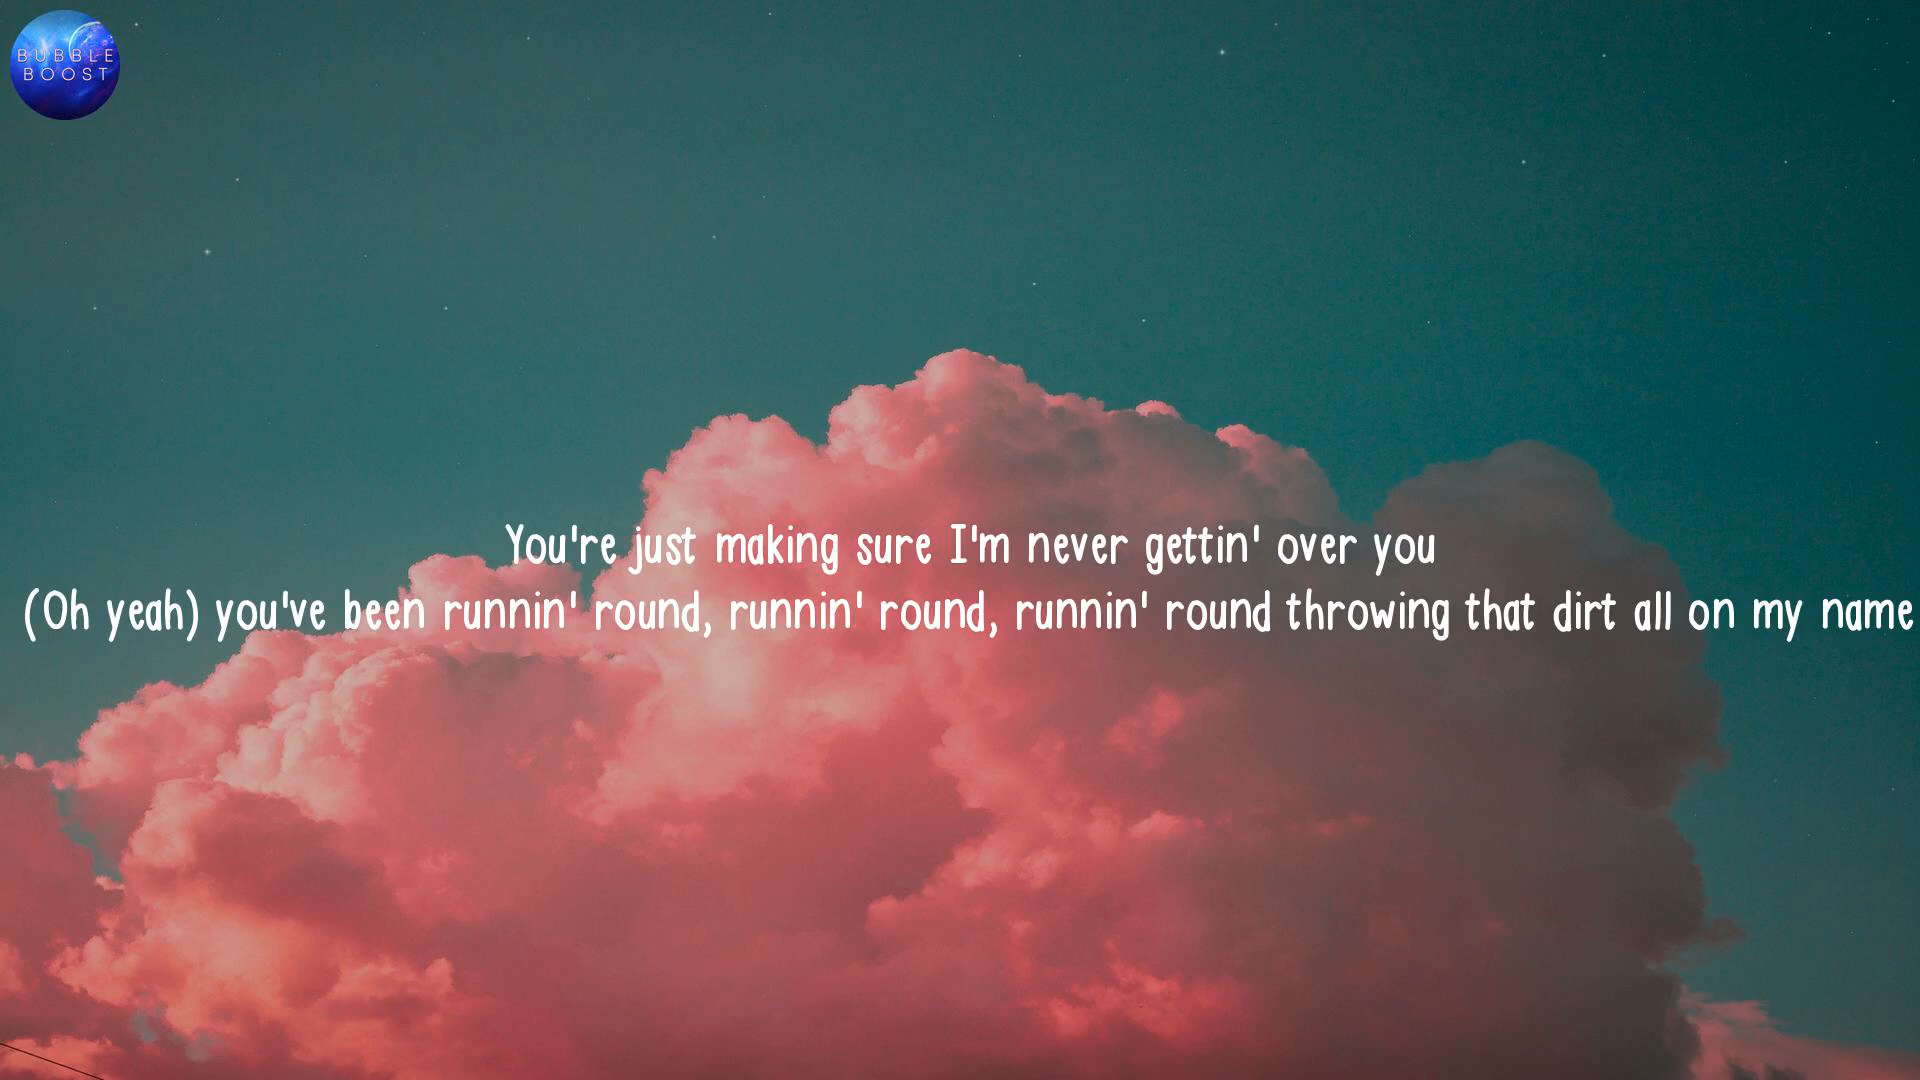 BUBBLE
BOOST
You're just making sure I'm never gettin' over you
(Oh yeah) you've been runnin' round, runnin' round, runnin' round throwing that dirt all on my name